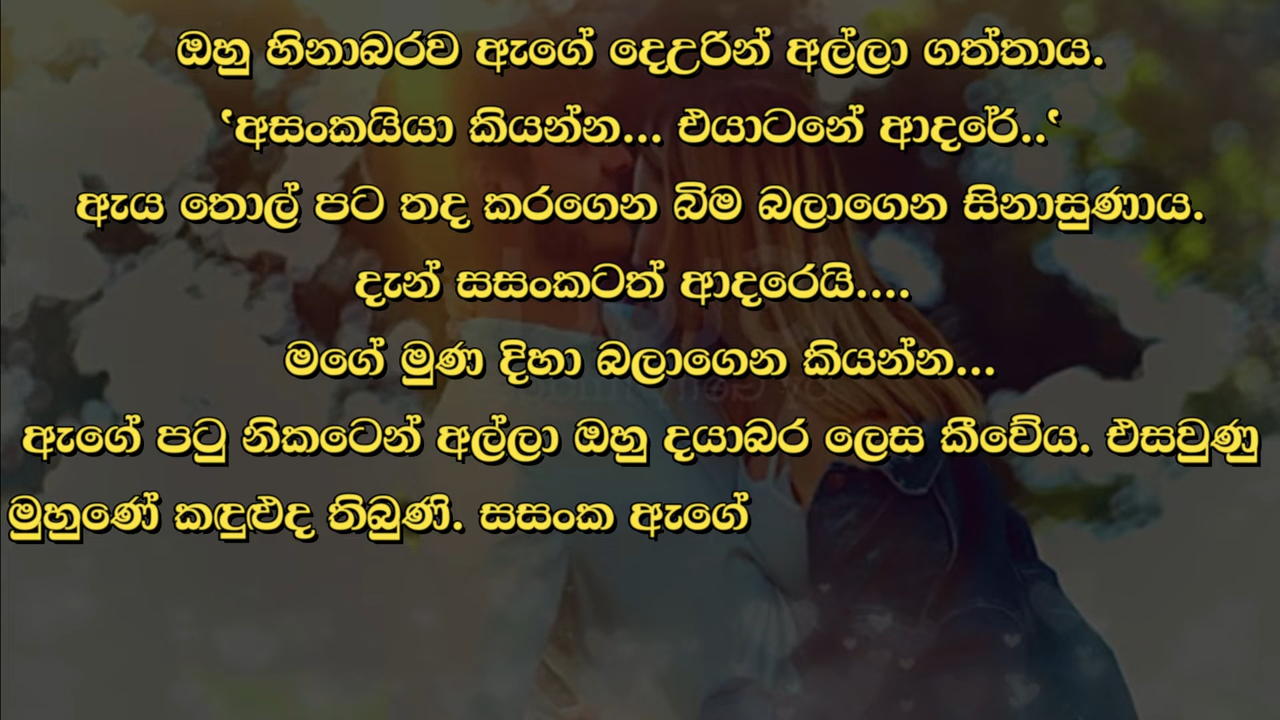 ඔහු හිනාබරව ඇගේ දෙඋරින් අල්ලා ගත්තාය.
‛අසංකයියා කියන්න... එයාටනේ ආදරේ..‛
ඇය තොල් පට තද කරගෙන බිම බලාගෙන සිනාසුණාය.
දැන් සසංකටත් ආදරෙයි....
මගේ මුණ දිහා බලාගෙන කියන්න...
ඇගේ පටු නිකටෙන් අල්ලා ඔහු දයාබර ලෙස කීවේය. එසවුණු
මුහුණේ කඳුළුද තිබුණි. සසංක ඇගේ